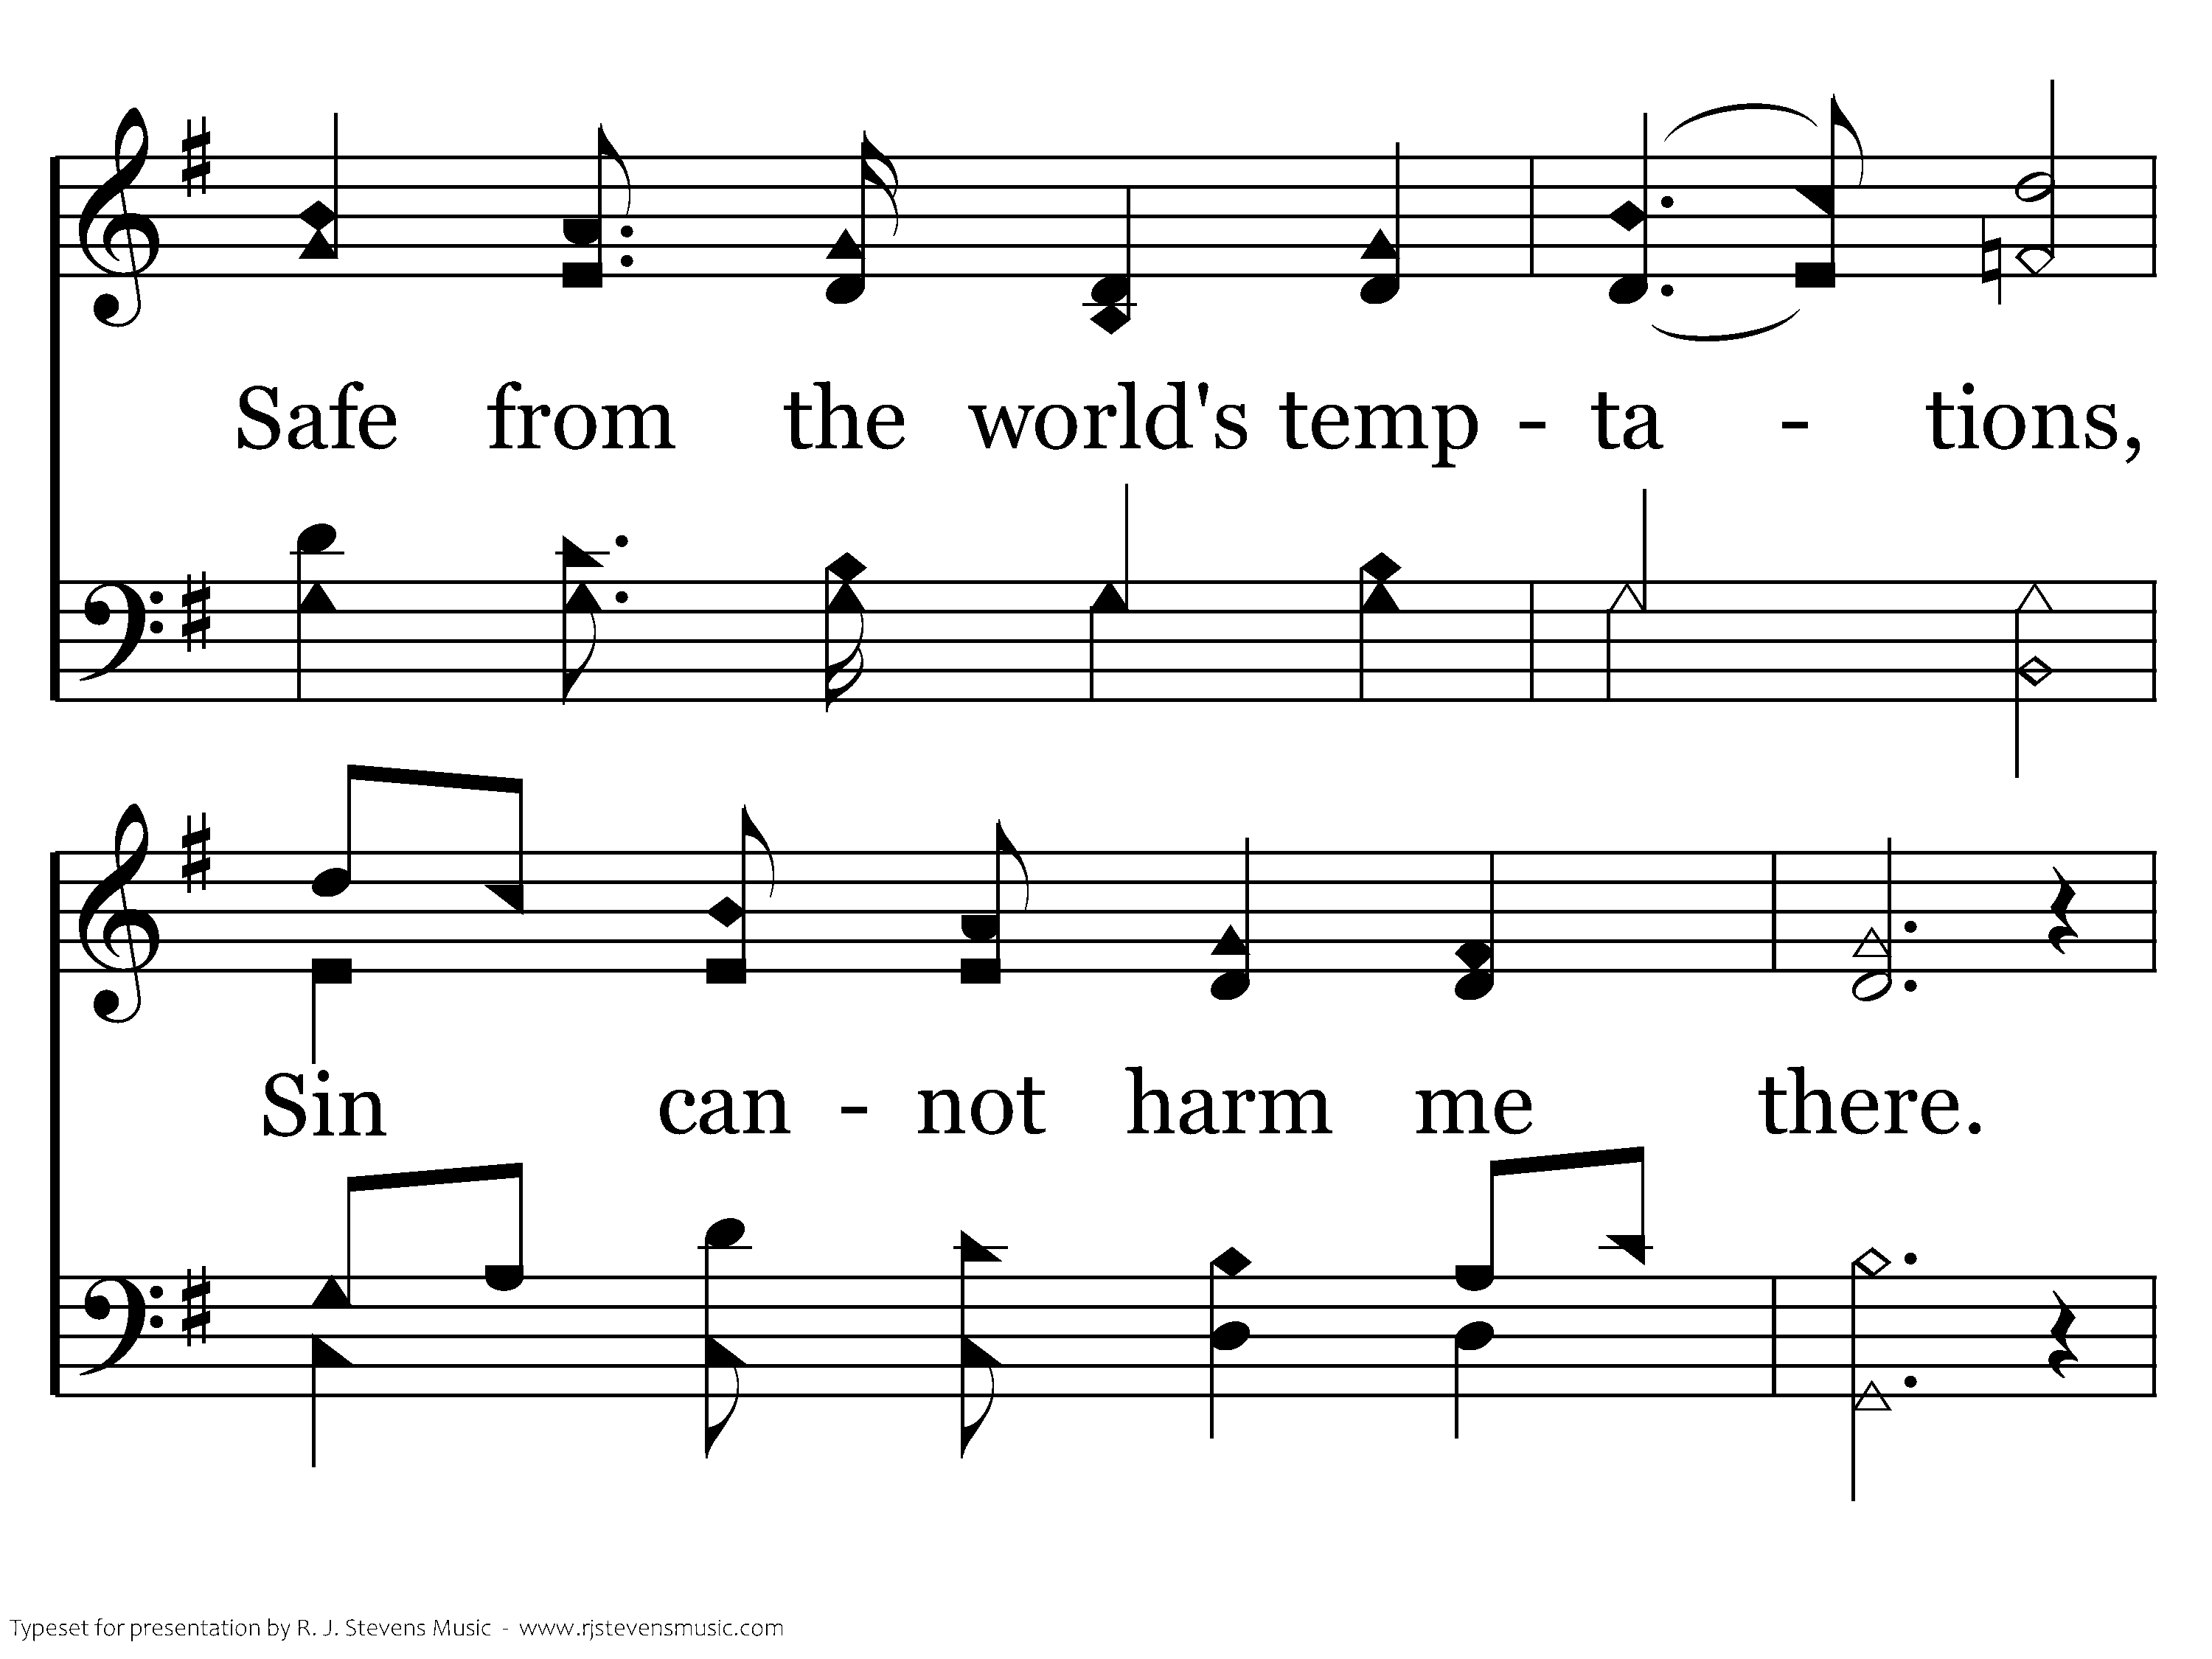 Safe from the world's temp - ta - tions,
Sin can - not harm me there.
Typeset for presentation by R. J. Stevens Music - www.rjstevensmusic.com